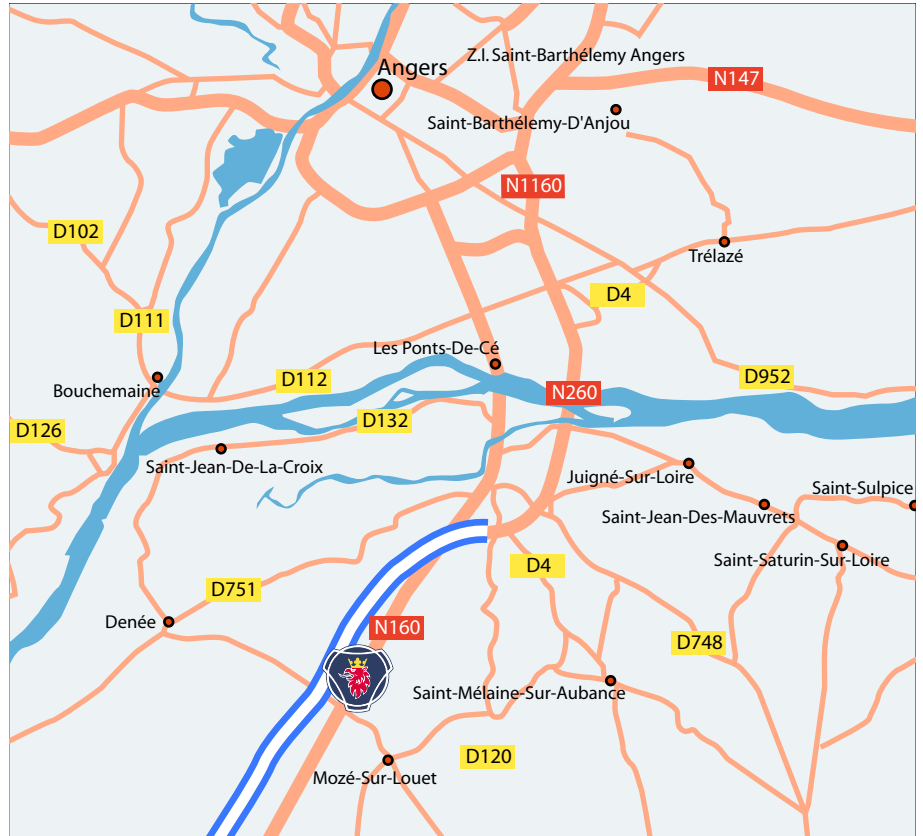 Z.I. Saint-Barthélemy Angers
Angers
N147
Saint-Barthélemy-D'Anjou
N1160
D102
Trélazé
D4
D111
Les Ponts-De-Cé
Bouchemaine
D112
D952
N260
D132
D126
Saint-Jean-De-La-Croix
Juigné-Sur-Loire
Saint-Sulpice
Saint-Jean-Des-Mauvrets
Saint-Saturin-Sur-Loire
D4
D751
Denée
N160
D748
Saint-Mélaine-Sur-Aubance
D120
Mozé-Sur-Louet